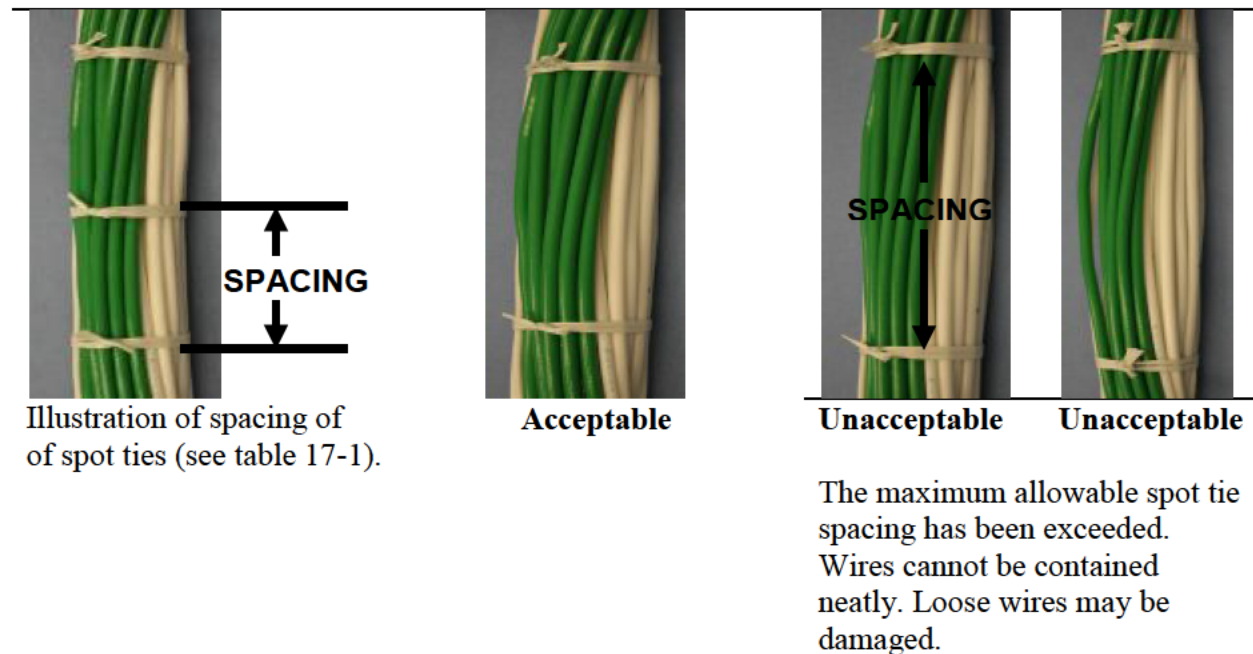 SPACING
SPACING
Illustration of spacing of
of spot ties (see table 17-1).
Acceptable
Unacceptable
Unacceptable
The maximum allowable spot tie
spacing has been exceeded.
Wires cannot be contained
neatly. Loose wires may be
damaged.